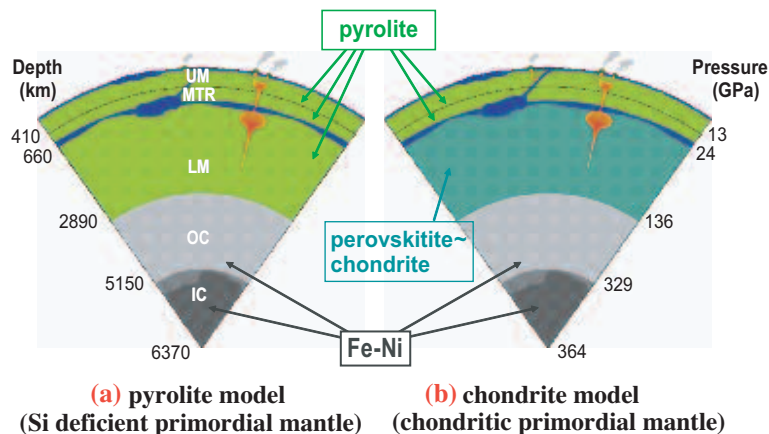 pyrolite
Depth
(km)
Pressure
(GPa)
UM
MTR
410
660
LM
13
24
2890
136
OC
perovskitite~
chondrite
5150
329
IC
Fe-Ni
6370
364
(a) pyrolite model
(Si deficient primordial mantle)
(b) chondrite model
(chondritic primordial mantle)